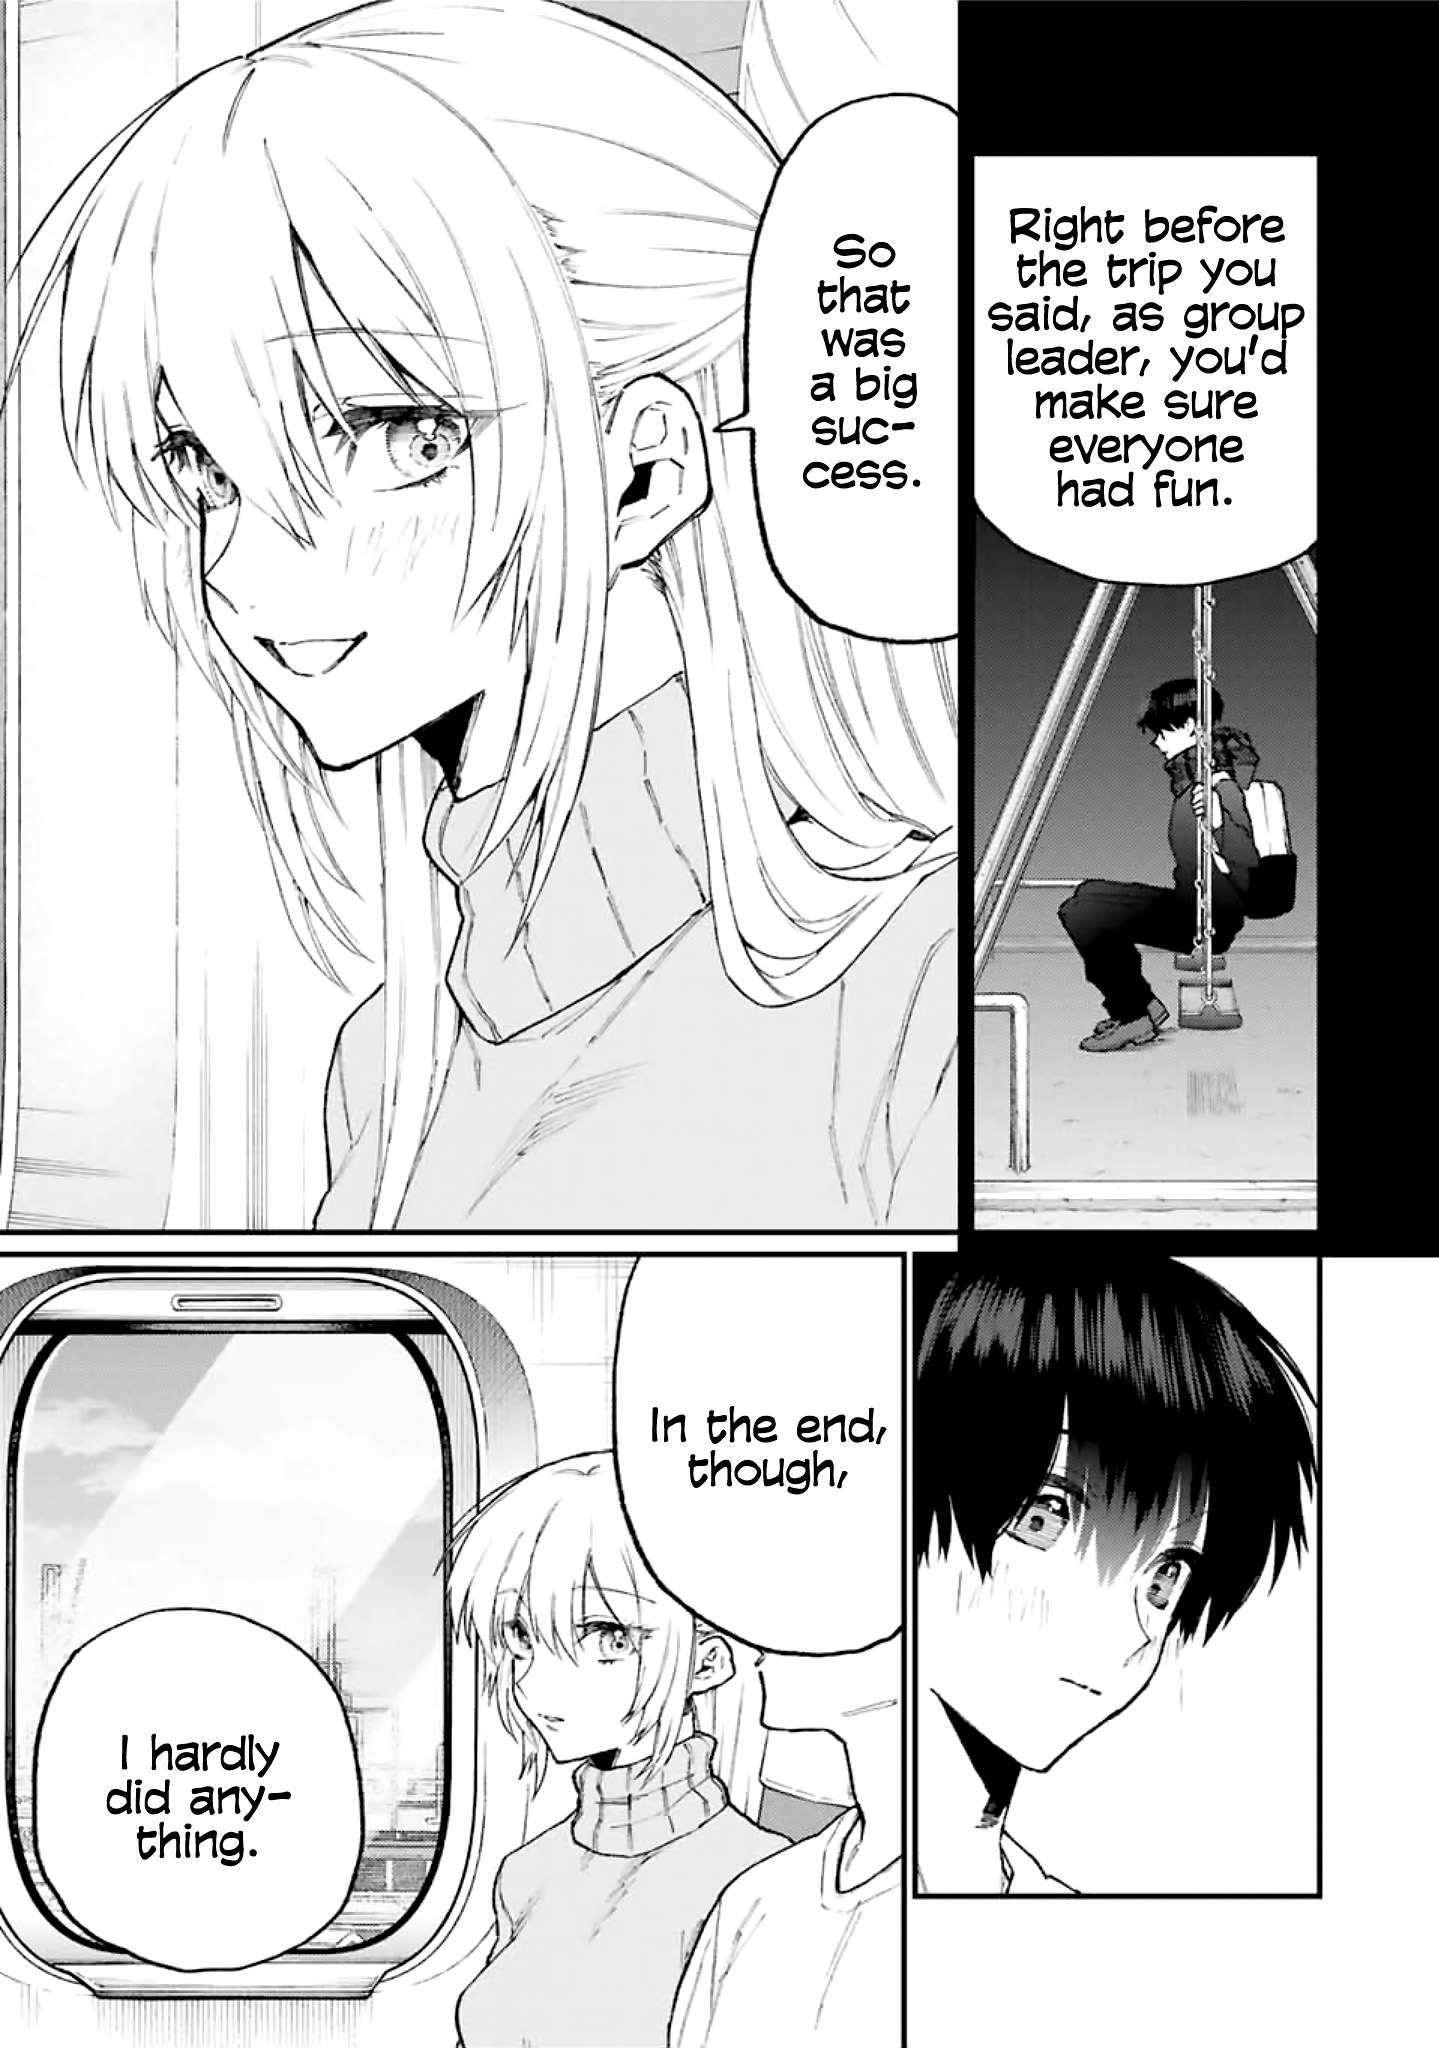 Right before
the trip you
said, as group
leader, you'd
make sure
everyone
had fun.
So
that
was
a big
suc-
cess.
In the end,
though,
I hardly
did any-
thing.